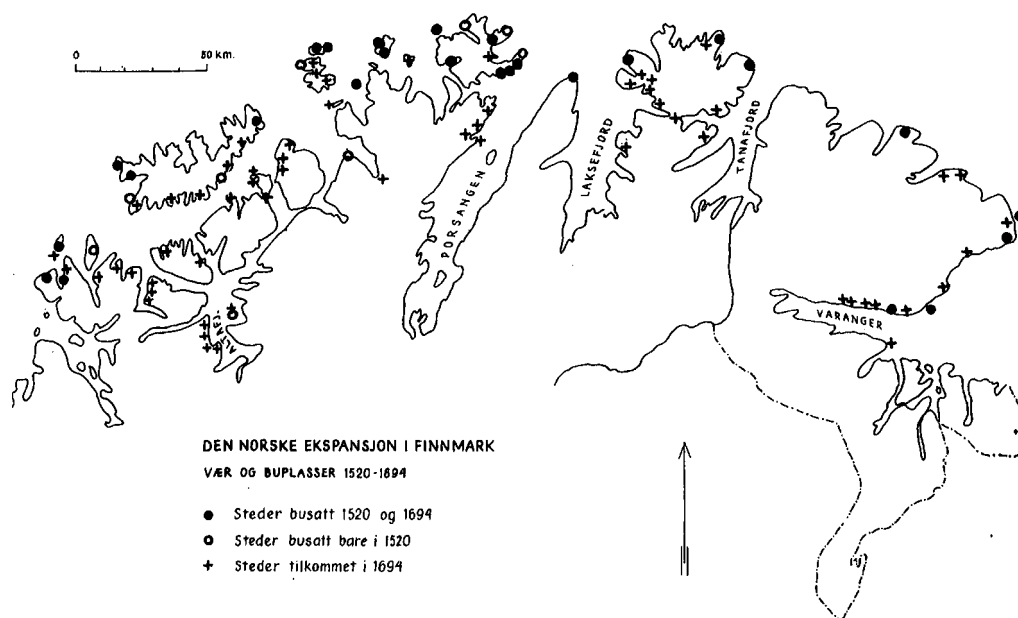 0 50 km.
PORSANGEN
LAKSEFJORD
TANAFJORD
VARANGER
ALTAFJ.
DEN NORSKE EKSPANSJON I FINNMARK
VÆR OG BUPLASSER 1520-1694
Steder busatt 1520 og 1694
Steder busatt bare i 1520
Steder tilkommet i 1694